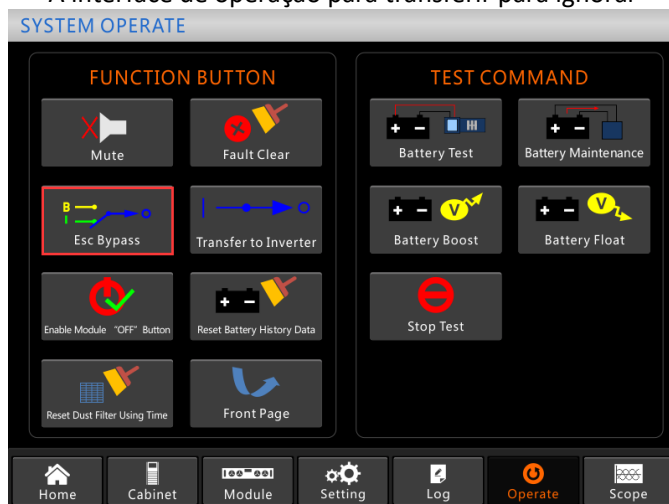 A interface de operação para transferir para ignorar
SYSTEM OPERATE
FUNCTION BUTTON
Mute
Fault Clear
B
I
O
Esc Bypass
I
O
Transfer to Inverter
Enable Module "OFF" Button
+ -
Reset Battery History Data
Reset Dust Filter Using Time
Front Page
TEST COMMAND
+ -
Battery Test
+ -
Battery Maintenance
+ - V
Battery Boost
+ - V
Battery Float
Stop Test
Home
Cabinet
Module
Setting
Log
Operate
Scope